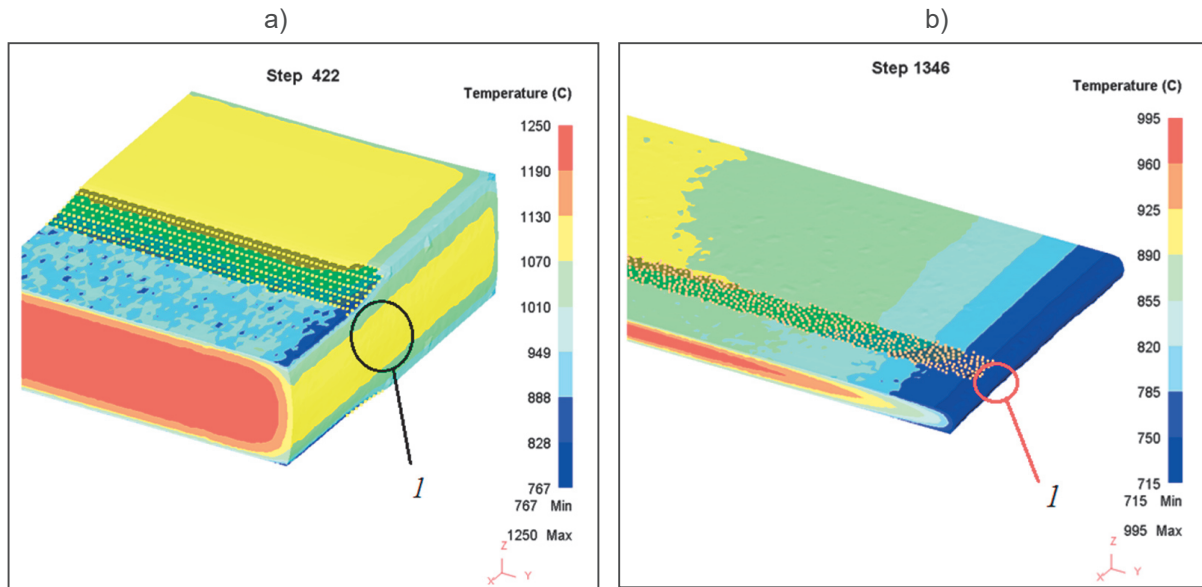 a)
Step 422
Temperature (C)
1250
1190
1130
1070
1010
949
888
828
767
767 Min
1250 Max
1
Z
X
Y
b)
Step 1346
Temperature (C)
995
960
925
890
855
820
785
750
715
715 Min
995 Max
1
Z
X
Y